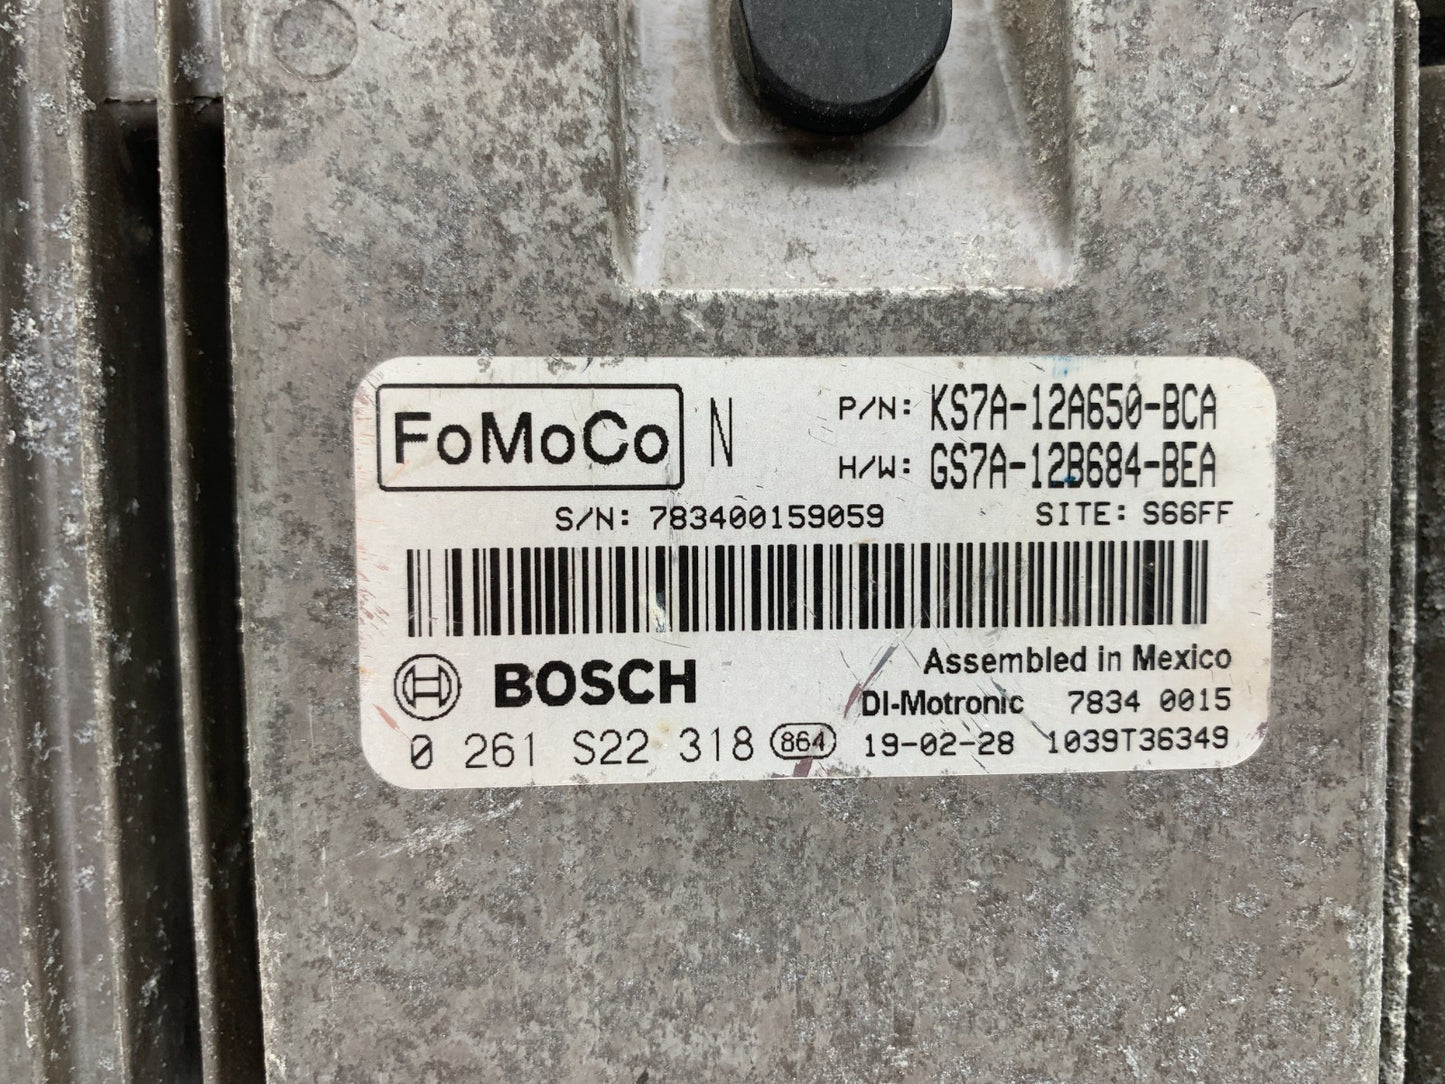 FoMoCo N P/N: KS7A-12A650-BCA
H/W: GS7A-12B684-BEA
S/N: 783400159059 SITE: S66FF
BOSCH Assembled in Mexico
DI-Motronic 7834 0015
0 261 S22 318 864 19-02-28 1039T36349